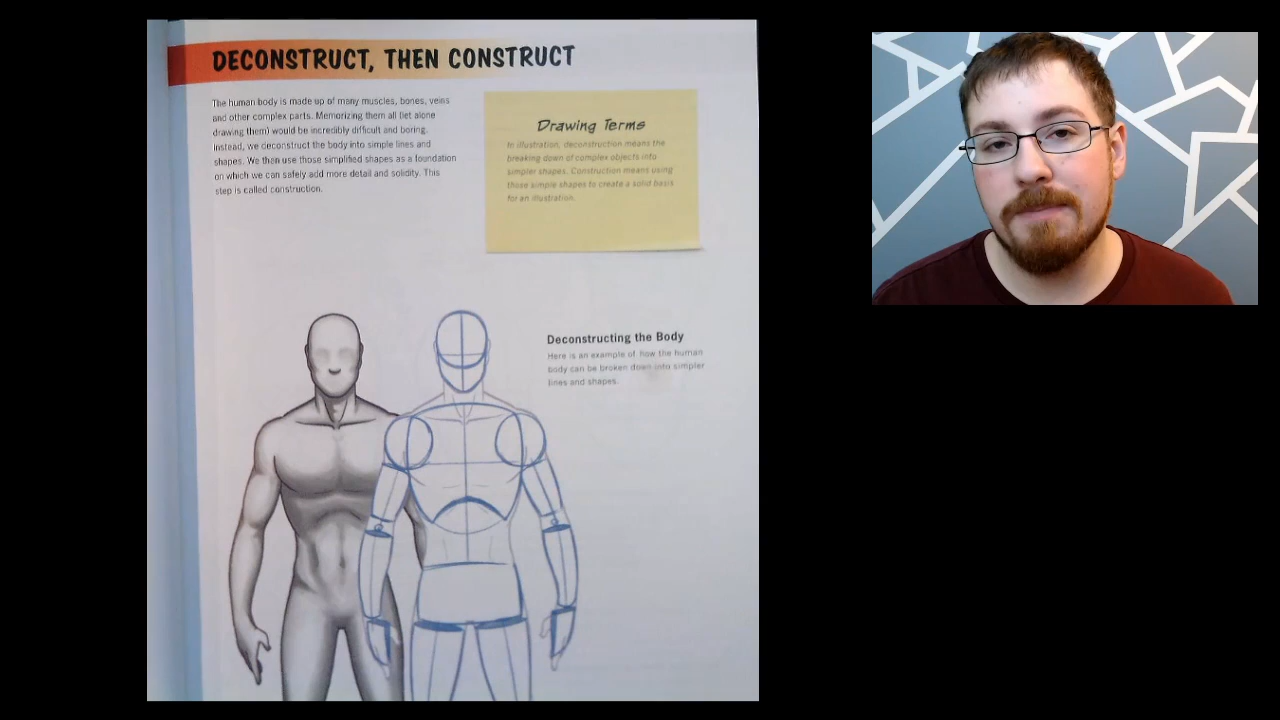 DECONSTRUCT, THEN CONSTRUCT
The human body is made up of many muscles, bones, veins
and other complex parts. Memorizing them all (let alone
drawing them) would be incredibly difficult and boring.
Instead, we deconstruct the body into simple lines and
shapes. We then use those simplified shapes as a foundation
on which we can safely add more detail and solidity. This
step is called construction.
Drawing Terms
In illustration, deconstruction means the
breaking down of complex objects into
simpler shapes. Construction means using
those simple shapes to create a solid basis
for an illustration.
Deconstructing the Body
Here is an example of how the human
body can be broken down into simpler
lines and shapes.